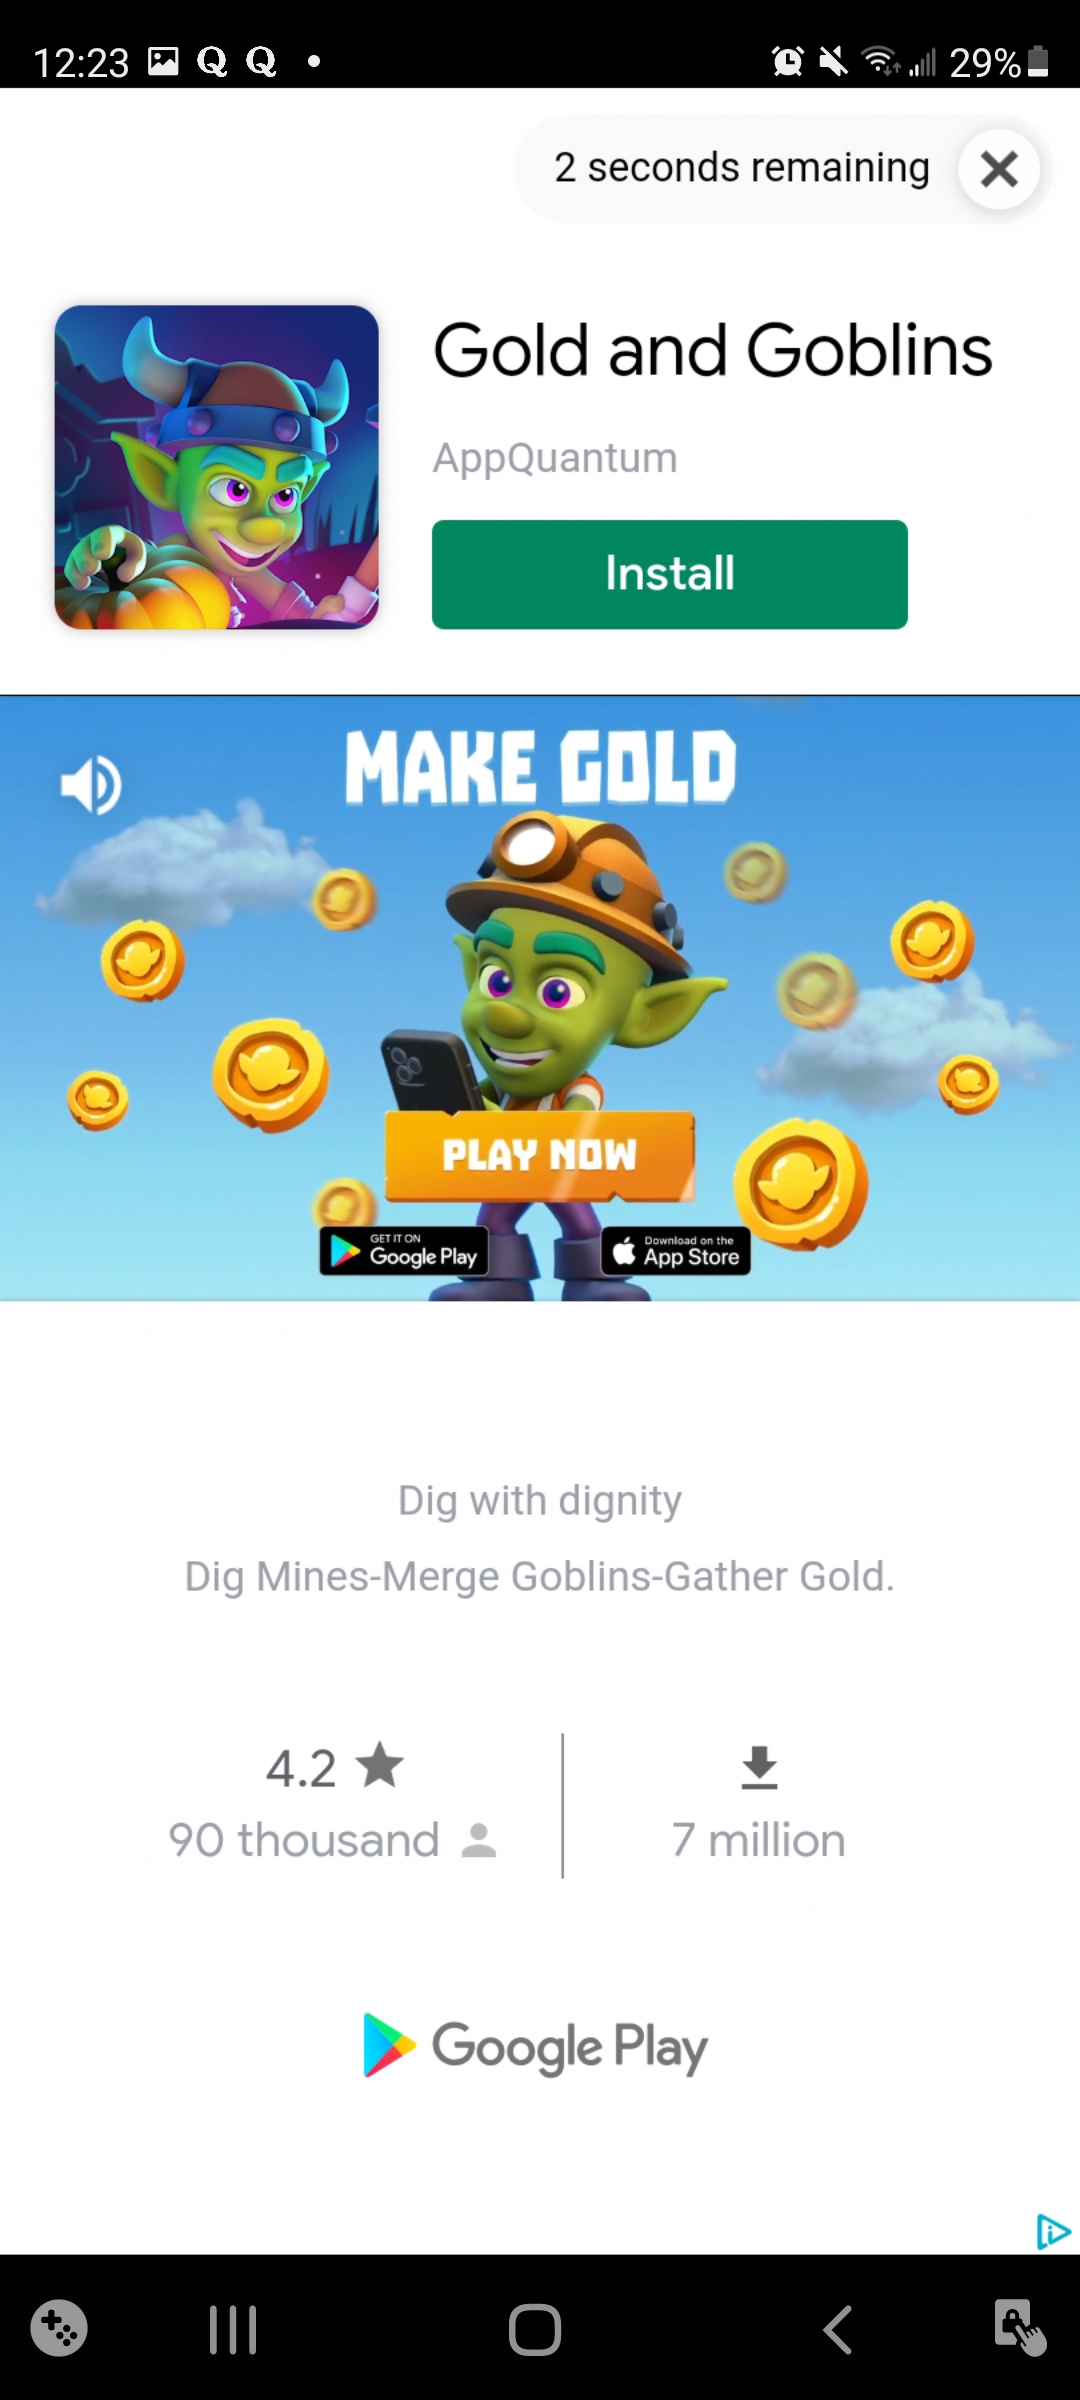 12:23
29%
2 seconds remaining
Gold and Goblins
AppQuantum
Install
MAKE GOLD
PLAY NOW
GET IT ON
Google Play
Download on the
App Store
Dig with dignity
Dig Mines-Merge Goblins-Gather Gold.
4.2
90 thousand
7 million
Google Play